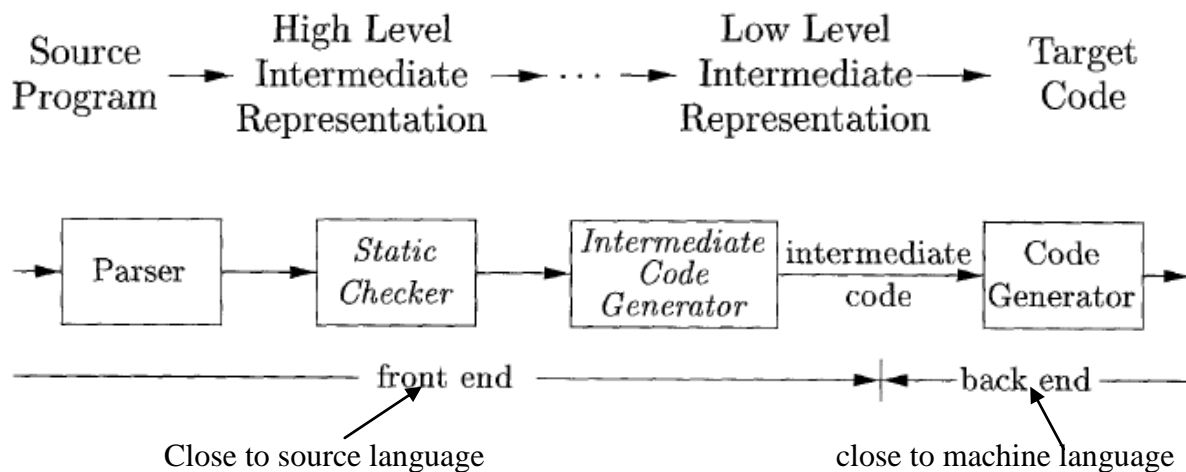 Source Program
High Level Intermediate Representation
...
Low Level Intermediate Representation
Target Code
Parser
Static Checker
Intermediate Code Generator
intermediate code
Code Generator
front end
back end
Close to source language
close to machine language